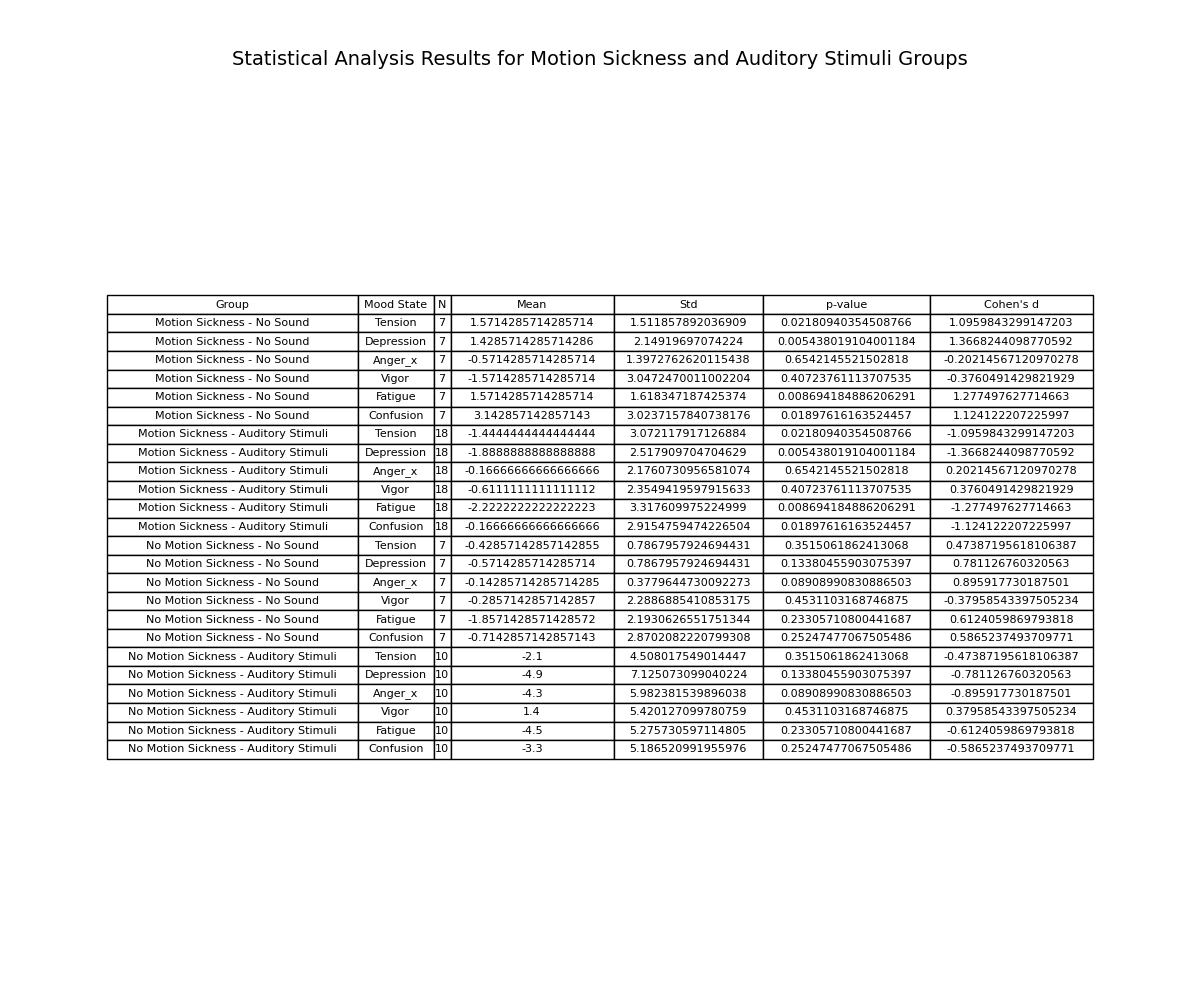 Statistical Analysis Results for Motion Sickness and Auditory Stimuli Groups
Group Mood State N Mean Std p-value Cohen's d
Motion Sickness - No Sound Tension 7 1.5714285714285714 1.511857892036909 0.02180940354508766 1.0959843299147203
Motion Sickness - No Sound Depression 7 1.4285714285714286 2.14919697074224 0.005438019104001184 1.3668244098770592
Motion Sickness - No Sound Anger_x 7 -0.5714285714285714 1.3972762620115438 0.6542145521502818 -0.20214567120970278
Motion Sickness - No Sound Vigor 7 -1.5714285714285714 3.0472470011002204 0.40723761113707535 -0.3760491429821929
Motion Sickness - No Sound Fatigue 7 1.5714285714285714 1.618347187425374 0.008694184886206291 1.277497627714663
Motion Sickness - No Sound Confusion 7 3.142857142857143 3.0237157840738176 0.01897616163524457 1.124122207225997
Motion Sickness - Auditory Stimuli Tension 18 -1.4444444444444444 3.072117917126884 0.02180940354508766 -1.0959843299147203
Motion Sickness - Auditory Stimuli Depression 18 -1.8888888888888888 2.517909704704629 0.005438019104001184 -1.3668244098770592
Motion Sickness - Auditory Stimuli Anger_x 18 -0.16666666666666666 2.1760730956581074 0.6542145521502818 0.20214567120970278
Motion Sickness - Auditory Stimuli Vigor 18 -0.6111111111111112 2.3549419597915633 0.40723761113707535 0.3760491429821929
Motion Sickness - Auditory Stimuli Fatigue 18 -2.2222222222222223 3.317609975224999 0.008694184886206291 -1.277497627714663
Motion Sickness - Auditory Stimuli Confusion 18 -0.16666666666666666 2.9154759474226504 0.01897616163524457 -1.124122207225997
No Motion Sickness - No Sound Tension 7 -0.42857142857142855 0.7867957924694431 0.3515061862413068 0.47387195618106387
No Motion Sickness - No Sound Depression 7 -0.5714285714285714 0.7867957924694431 0.13380455903075397 0.781126760320563
No Motion Sickness - No Sound Anger_x 7 -0.14285714285714285 0.3779644730092273 0.08908990830886503 0.895917730187501
No Motion Sickness - No Sound Vigor 7 -0.2857142857142857 2.2886885410853175 0.4531103168746875 -0.37958543397505234
No Motion Sickness - No Sound Fatigue 7 -1.8571428571428572 2.1930626551751344 0.23305710800441687 0.6124059869793818
No Motion Sickness - No Sound Confusion 7 -0.7142857142857143 2.8702082220799308 0.25247477067505486 0.5865237493709771
No Motion Sickness - Auditory Stimuli Tension 10 -2.1 4.508017549014447 0.3515061862413068 -0.47387195618106387
No Motion Sickness - Auditory Stimuli Depression 10 -4.9 7.125073099040224 0.13380455903075397 -0.781126760320563
No Motion Sickness - Auditory Stimuli Anger_x 10 -4.3 5.982381539896038 0.08908990830886503 -0.895917730187501
No Motion Sickness - Auditory Stimuli Vigor 10 1.4 5.420127099780759 0.4531103168746875 0.37958543397505234
No Motion Sickness - Auditory Stimuli Fatigue 10 -4.5 5.275730597114805 0.23305710800441687 -0.6124059869793818
No Motion Sickness - Auditory Stimuli Confusion 10 -3.3 5.186520991955976 0.25247477067505486 -0.5865237493709771